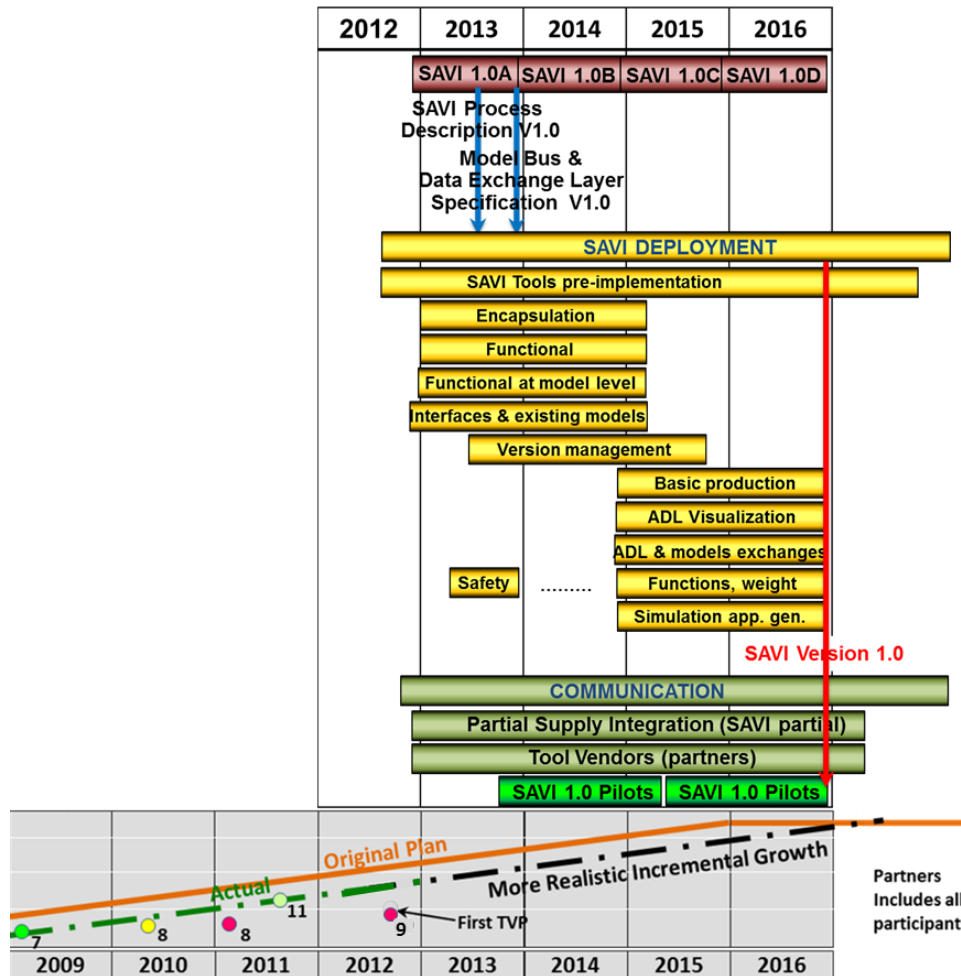 2012 2013 2014 2015 2016
SAVI 1.0A SAVI 1.0B SAVI 1.0C SAVI 1.0D
SAVI Process
Description V1.0
Model Bus &
Data Exchange Layer
Specification V1.0
SAVI DEPLOYMENT
SAVI Tools pre-implementation
Encapsulation
Functional
Functional at model level
Interfaces & existing models
Version management
Basic production
ADL Visualization
ADL & models exchanges
Safety ......... Functions, weight
Simulation app. gen.
SAVI Version 1.0
COMMUNICATION
Partial Supply Integration (SAVI partial)
Tool Vendors (partners)
SAVI 1.0 Pilots SAVI 1.0 Pilots
Original Plan
More Realistic Incremental Growth
Actual
Partners
Includes all
participant
7 8 8 11 9 First TVP
2009 2010 2011 2012 2013 2014 2015 2016